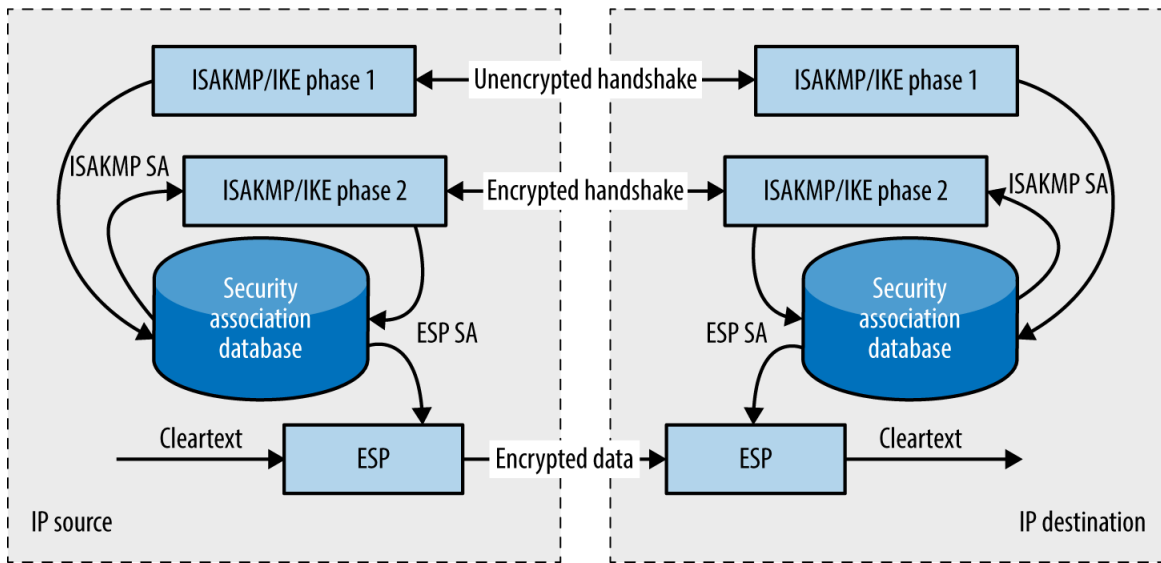 ISAKMP/IKE phase 1
Unencrypted handshake
ISAKMP/IKE phase 1
ISAKMP SA
ISAKMP/IKE phase 2
Encrypted handshake
ISAKMP/IKE phase 2
ISAKMP SA
Security
association
database
ESP SA
Security
association
database
ESP SA
Cleartext
ESP
Encrypted data
ESP
Cleartext
IP source
IP destination